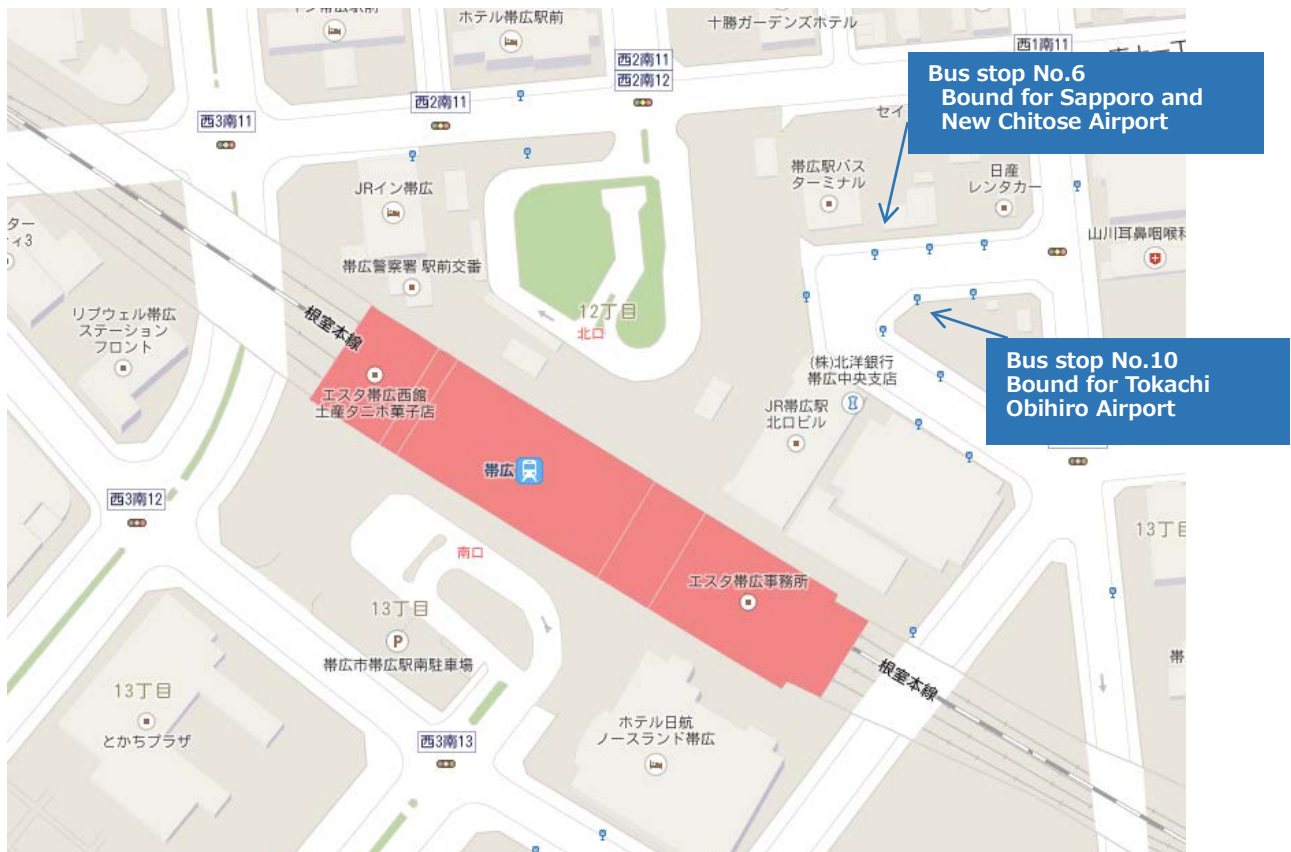 ホテル帯広駅前
十勝ガーデンズホテル
西2南11
西2南12
西1南11
西2南11
西3南11
Bus stop No.6
Bound for Sapporo and
New Chitose Airport
セイ
帯広駅バス
ターミナル
日産
レンタカー
JRイン帯広
山川耳鼻咽喉科
ター
帯広警察署 駅前交番
12丁目
北口
根室本線
リブウェル帯広
ステーション
フロント
Bus stop No.10
Bound for Tokachi
Obihiro Airport
(株)北洋銀行
帯広中央支店
エスタ帯広西館
土産タニホ菓子店
JR帯広駅
北口ビル
帯広
西3南12
13丁目
南口
エスタ帯広事務所
13丁目
P
帯広市帯広駅南駐車場
帯
根室本線
13丁目
とかちプラザ
ホテル日航
ノースランド帯広
西3南13